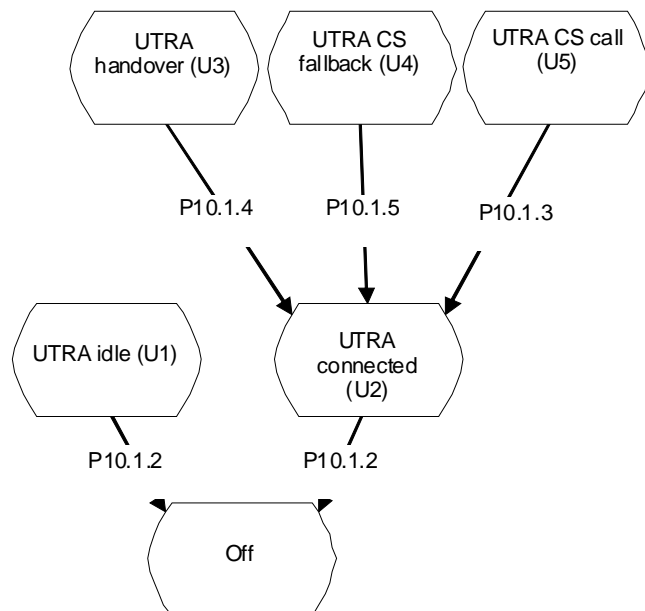 UTRA
handover (U3)
UTRA CS
fallback (U4)
UTRA CS call
(U5)
P10.1.4
P10.1.5
P10.1.3
UTRA idle (U1)
UTRA
connected
(U2)
P10.1.2
P10.1.2
Off